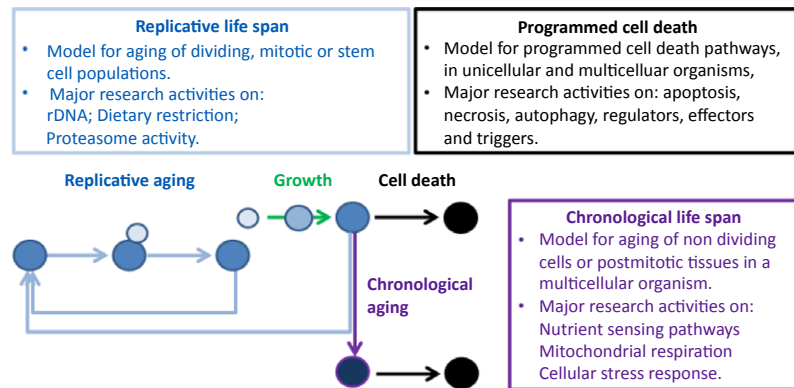 Replicative life span
• Model for aging of dividing, mitotic or stem
cell populations.
• Major research activities on:
rDNA; Dietary restriction;
Proteasome activity.
Programmed cell death
• Model for programmed cell death pathways,
in unicellular and multicelluar organisms,
• Major research activities on: apoptosis,
necrosis, autophagy, regulators, effectors
and triggers.
Replicative aging
Growth
Cell death
Chronological
aging
Chronological life span
• Model for aging of non dividing
cells or postmitotic tissues in a
multicellular organism.
• Major research activities on:
Nutrient sensing pathways
Mitochondrial respiration
Cellular stress response.